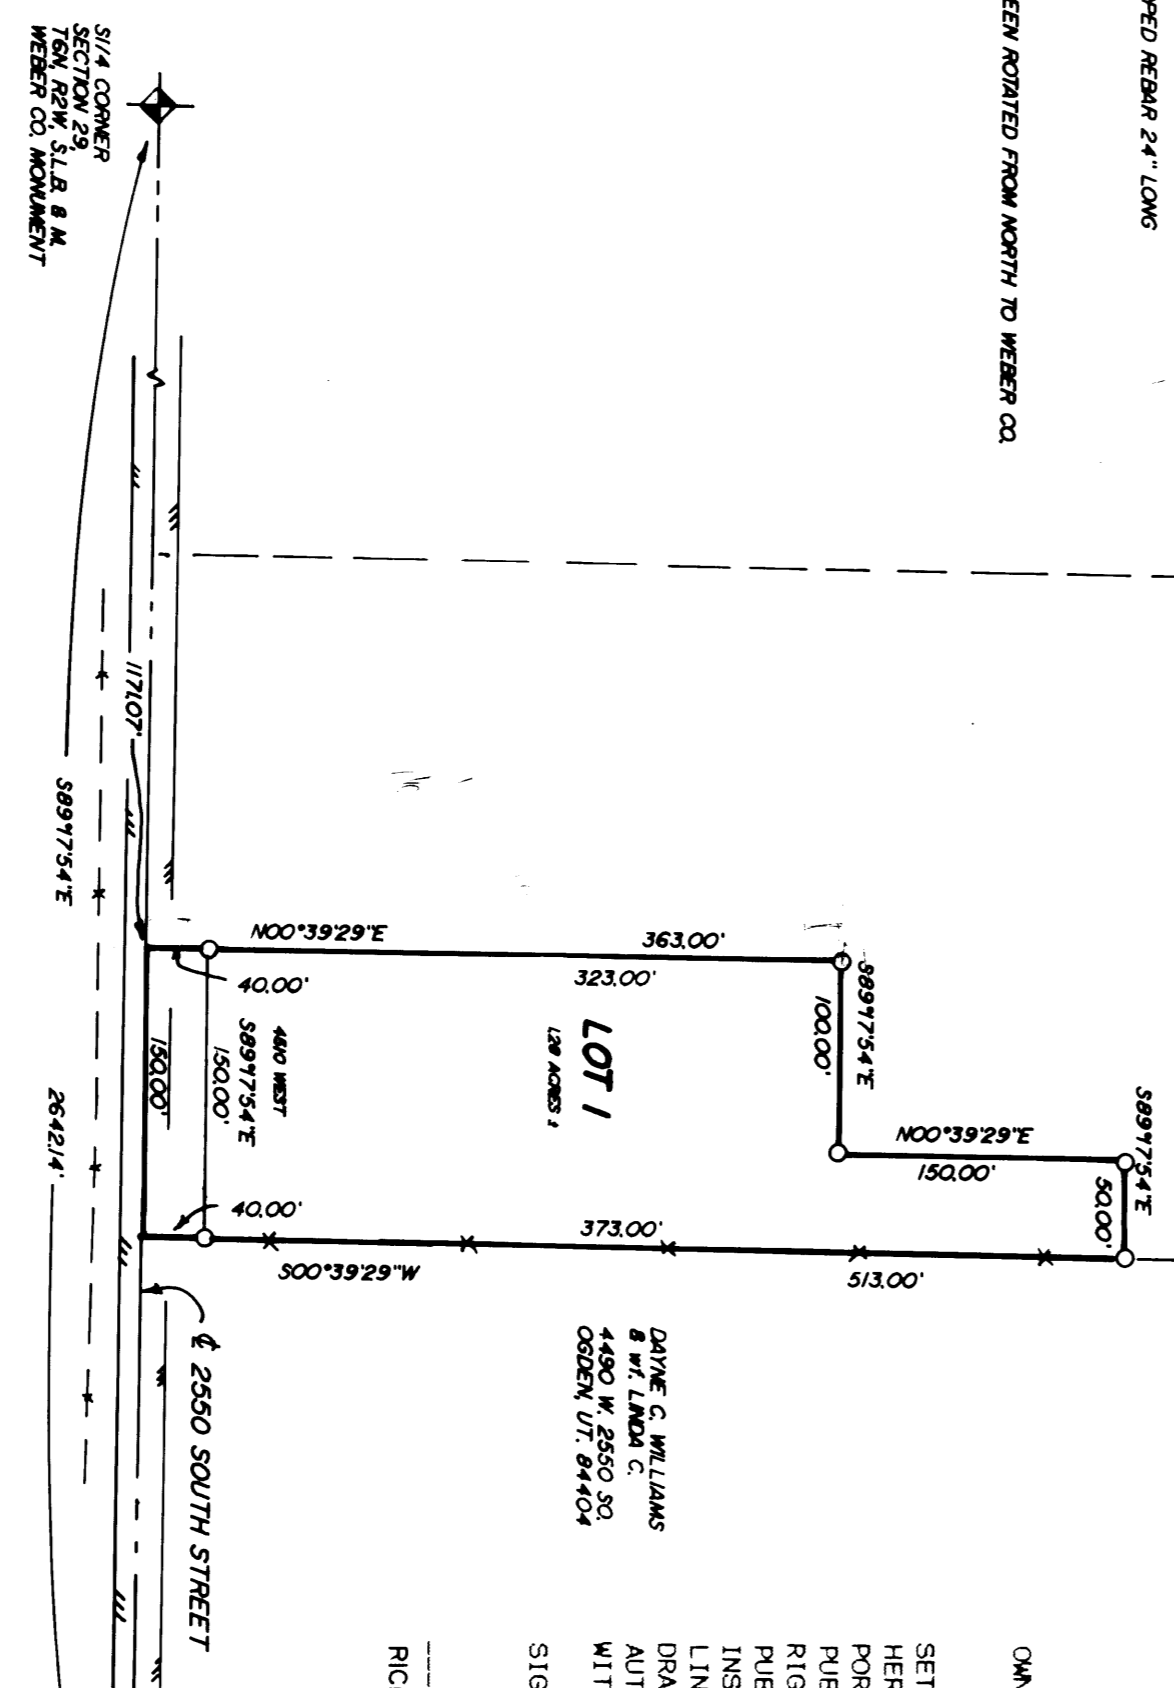 PED REBAR 24" LONG
EEN ROTATED FROM NORTH TO WEBER CO.
S1/4 CORNER
SECTION 29,
T6N, R2W, S.L.B. & M.
WEBER CO. MONUMENT
1171.07'
S89°17'54"E
2642.14'
N00°39'29"E
363.00'
323.00'
40.00'
S89°17'54"E
100.00'
N00°39'29"E
150.00'
S89°17'54"E
50.00'
LOT 1
1.28 ACRES ±
4610 WEST
S89°17'54"E
150.00'
150.00'
40.00'
373.00'
S00°39'29"W
513.00'
DAYNE C. WILLIAMS
& wf. LINDA C.
4490 W. 2550 SO.
OGDEN, UT. 84404
℄ 2550 SOUTH STREET
OWN
SET
HER
POR
PUE
RIG
PUE
INS
LIN
DRA
AUT
WIT
SIG
RIC